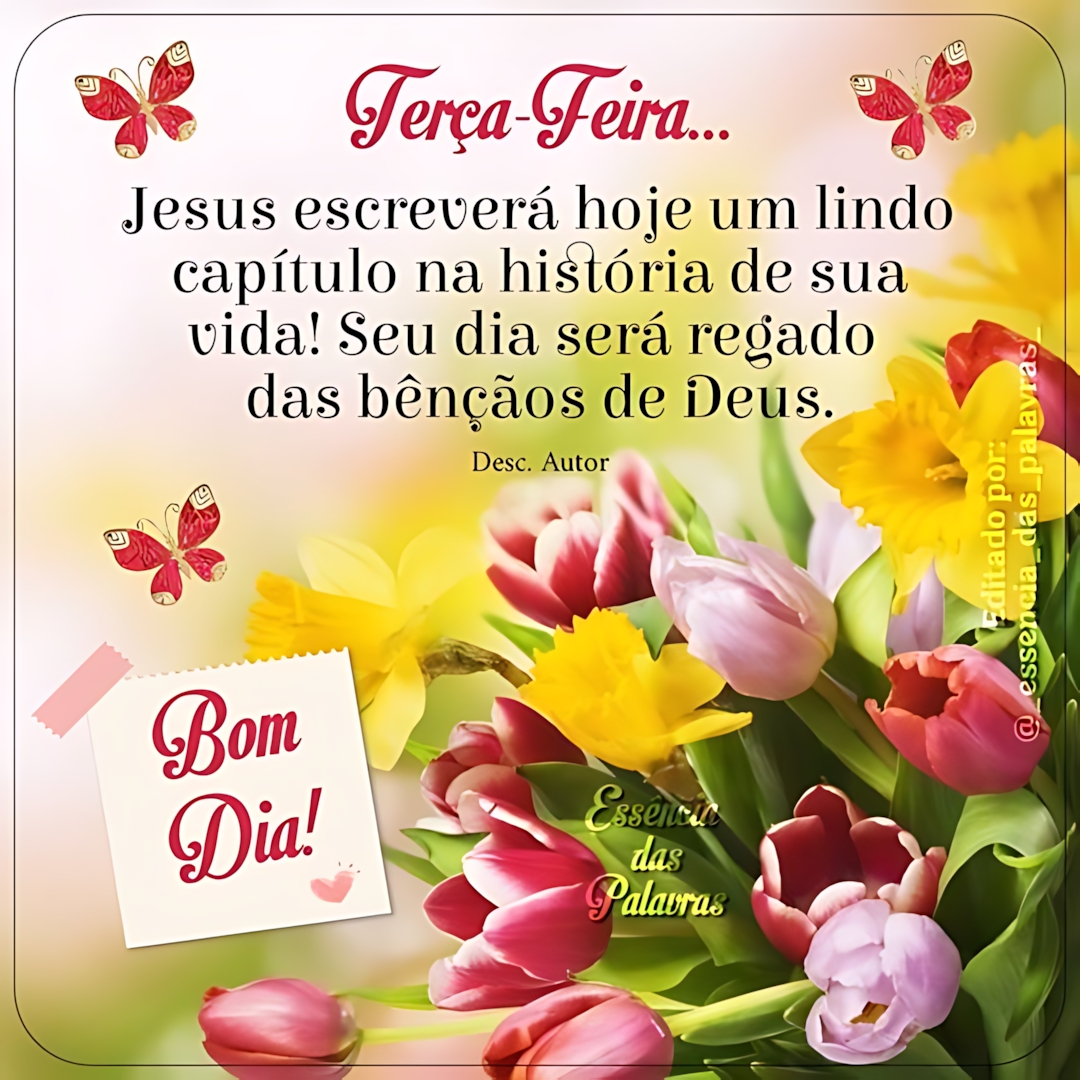 Terça-Feira...
Jesus escreverá hoje um lindo
capítulo na história de sua
vida! Seu dia será regado
das bênçãos de Deus.
Desc. Autor
Bom
Dia!
Essência
das
Palavras
Editado por:
@_essencia_das_palavras_